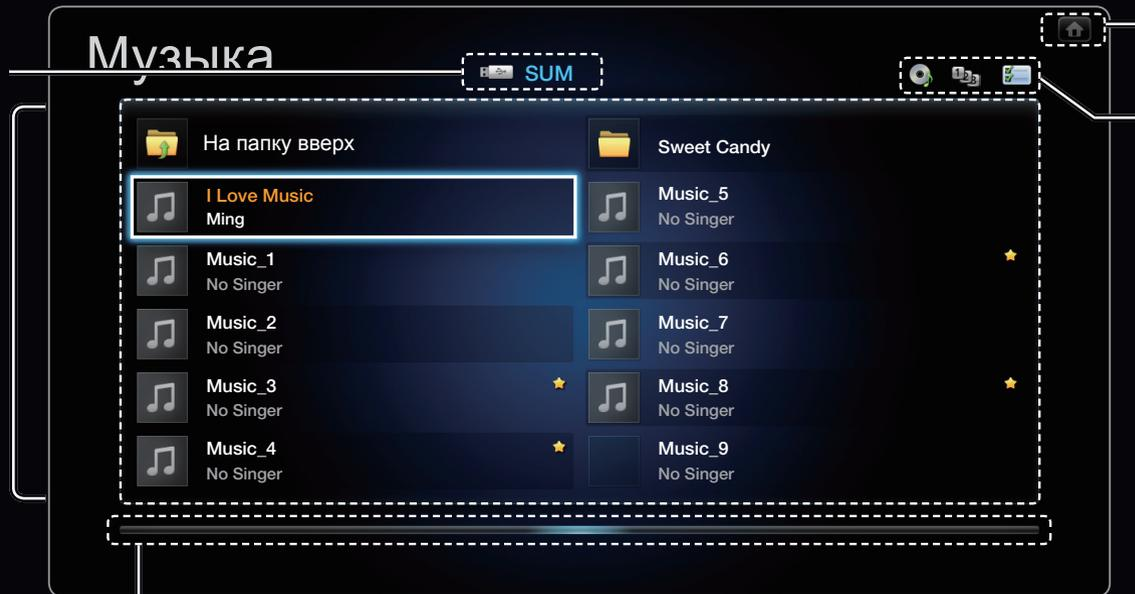 Музыка
SUM
На папку вверх
I Love Music
Ming
Music_1
No Singer
Music_2
No Singer
Music_3
No Singer
Music_4
No Singer
Sweet Candy
Music_5
No Singer
Music_6
No Singer
Music_7
No Singer
Music_8
No Singer
Music_9
No Singer